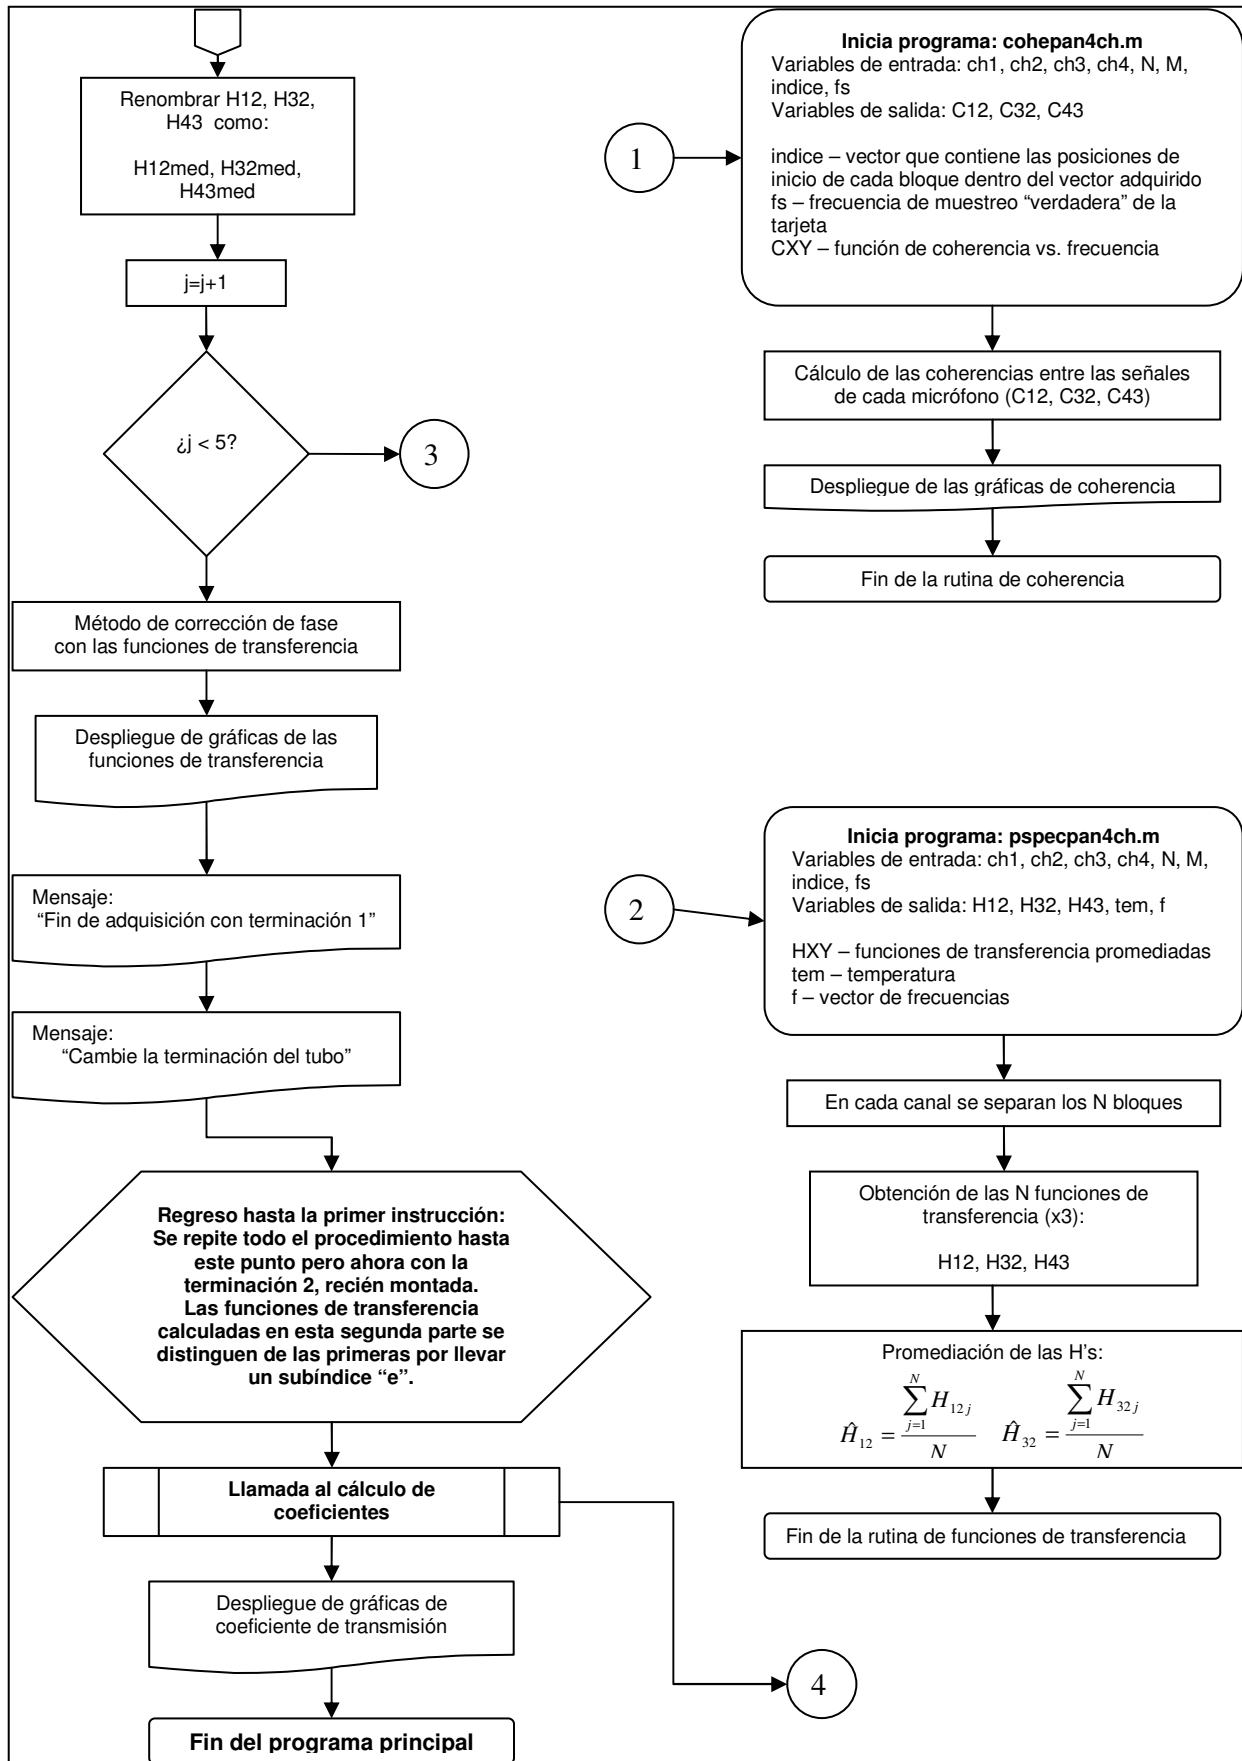 Renombrar H12, H32,
H43 como:
H12med, H32med,
H43med
j=j+1
¿j < 5?
3
Método de corrección de fase
con las funciones de transferencia
Despliegue de gráficas de las
funciones de transferencia
Mensaje:
“Fin de adquisición con terminación 1”
Mensaje:
“Cambie la terminación del tubo”
Regreso hasta la primer instrucción:
Se repite todo el procedimiento hasta
este punto pero ahora con la
terminación 2, recién montada.
Las funciones de transferencia
calculadas en esta segunda parte se
distinguen de las primeras por llevar
un subíndice “e”.
Llamada al cálculo de
coeficientes
Despliegue de gráficas de
coeficiente de transmisión
4
Fin del programa principal
1
Inicia programa: cohepan4ch.m
Variables de entrada: ch1, ch2, ch3, ch4, N, M,
indice, fs
Variables de salida: C12, C32, C43
indice – vector que contiene las posiciones de
inicio de cada bloque dentro del vector adquirido
fs – frecuencia de muestreo “verdadera” de la
tarjeta
CXY – función de coherencia vs. frecuencia
Cálculo de las coherencias entre las señales
de cada micrófono (C12, C32, C43)
Despliegue de las gráficas de coherencia
Fin de la rutina de coherencia
2
Inicia programa: pspecpan4ch.m
Variables de entrada: ch1, ch2, ch3, ch4, N, M,
indice, fs
Variables de salida: H12, H32, H43, tem, f
HXY – funciones de transferencia promediadas
tem – temperatura
f – vector de frecuencias
En cada canal se separan los N bloques
Obtención de las N funciones de
transferencia (x3):
H12, H32, H43
Promediación de las H's:
Ĥ₁₂ = ∑_{j=1}^{N} H_{12j} / N   Ĥ₃₂ = ∑_{j=1}^{N} H_{32j} / N
Fin de la rutina de funciones de transferencia